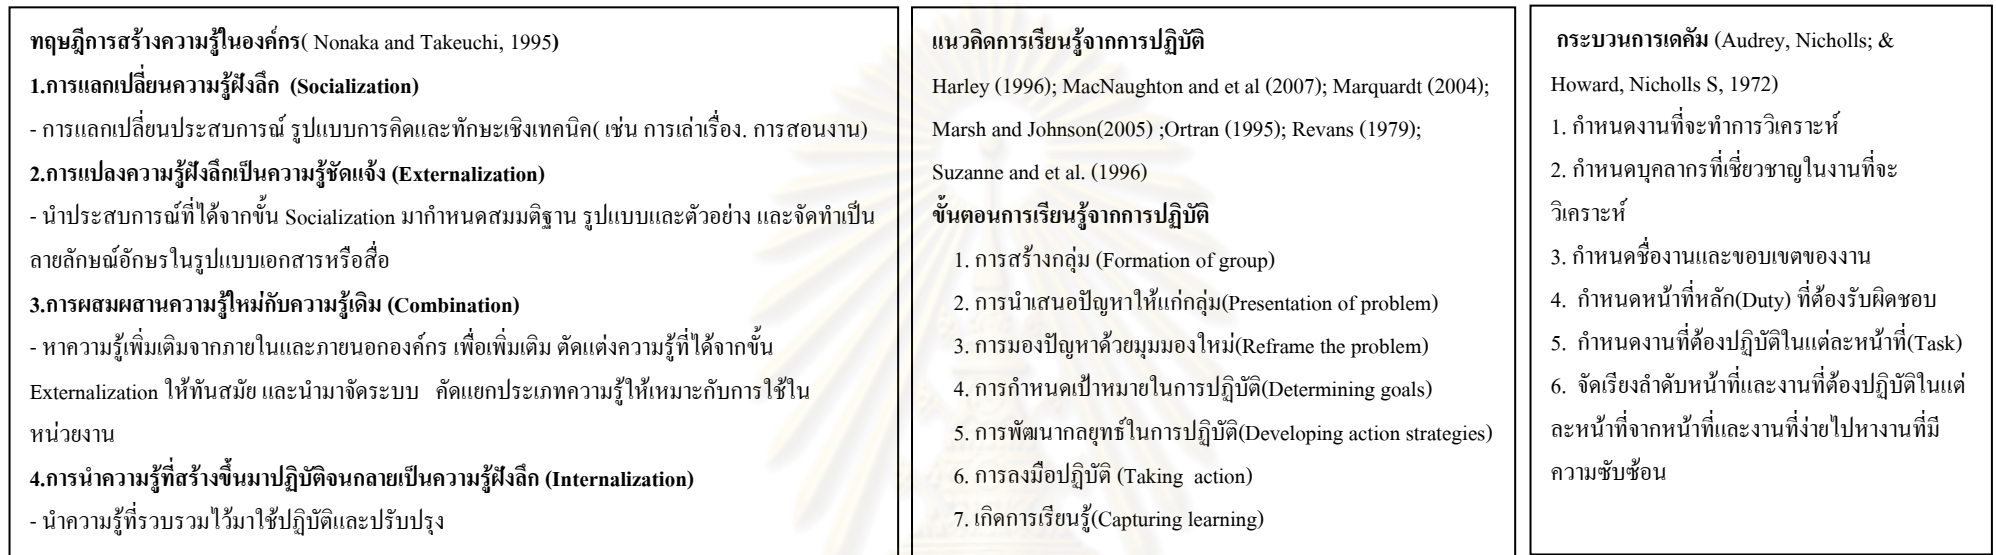 ทฤษฎีการสร้างความรู้ในองค์กร( Nonaka and Takeuchi, 1995)
1.การแลกเปลี่ยนความรู้ฝังลึก (Socialization)
- การแลกเปลี่ยนประสบการณ์ รูปแบบการคิดและทักษะเชิงเทคนิค( เช่น การเล่าเรื่อง. การสอนงาน)
2.การแปลงความรู้ฝังลึกเป็นความรู้ชัดแจ้ง (Externalization)
- นำประสบการณ์ที่ได้จากขั้น Socialization มากำหนดสมมติฐาน รูปแบบและตัวอย่าง และจัดทำเป็น
ลายลักษณ์อักษรในรูปแบบเอกสารหรือสื่อ
3.การผสมผสานความรู้ใหม่กับความรู้เดิม (Combination)
- หาความรู้เพิ่มเติมจากภายในและภายนอกองค์กร เพื่อเพิ่มเติม ตัดแต่งความรู้ที่ได้จากขั้น
Externalization ให้ทันสมัย และนำมาจัดระบบ คัดแยกประเภทความรู้ให้เหมาะกับการใช้ใน
หน่วยงาน
4.การนำความรู้ที่สร้างขึ้นมาปฏิบัติจนกลายเป็นความรู้ฝังลึก (Internalization)
- นำความรู้ที่รวบรวมไว้มาใช้ปฏิบัติและปรับปรุง
แนวคิดการเรียนรู้จากการปฏิบัติ
Harley (1996); MacNaughton and et al (2007); Marquardt (2004);
Marsh and Johnson(2005) ;Ortran (1995); Revans (1979);
Suzanne and et al. (1996)
ขั้นตอนการเรียนรู้จากการปฏิบัติ
1. การสร้างกลุ่ม (Formation of group)
2. การนำเสนอปัญหาให้แก่กลุ่ม(Presentation of problem)
3. การมองปัญหาด้วยมุมมองใหม่(Reframe the problem)
4. การกำหนดเป้าหมายในการปฏิบัติ(Determining goals)
5. การพัฒนากลยุทธ์ในการปฏิบัติ(Developing action strategies)
6. การลงมือปฏิบัติ (Taking action)
7. เกิดการเรียนรู้(Capturing learning)
กระบวนการเดคัม (Audrey, Nicholls; &
Howard, Nicholls S, 1972)
1. กำหนดงานที่จะทำการวิเคราะห์
2. กำหนดบุคลากรที่เชี่ยวชาญในงานที่จะ
วิเคราะห์
3. กำหนดชื่องานและขอบเขตของงาน
4. กำหนดหน้าที่หลัก(Duty) ที่ต้องรับผิดชอบ
5. กำหนดงานที่ต้องปฏิบัติในแต่ละหน้าที่(Task)
6. จัดเรียงลำดับหน้าที่และงานที่ต้องปฏิบัติในแต่
ละหน้าที่จากหน้าที่และงานที่ง่ายไปหางานที่มี
ความซับซ้อน